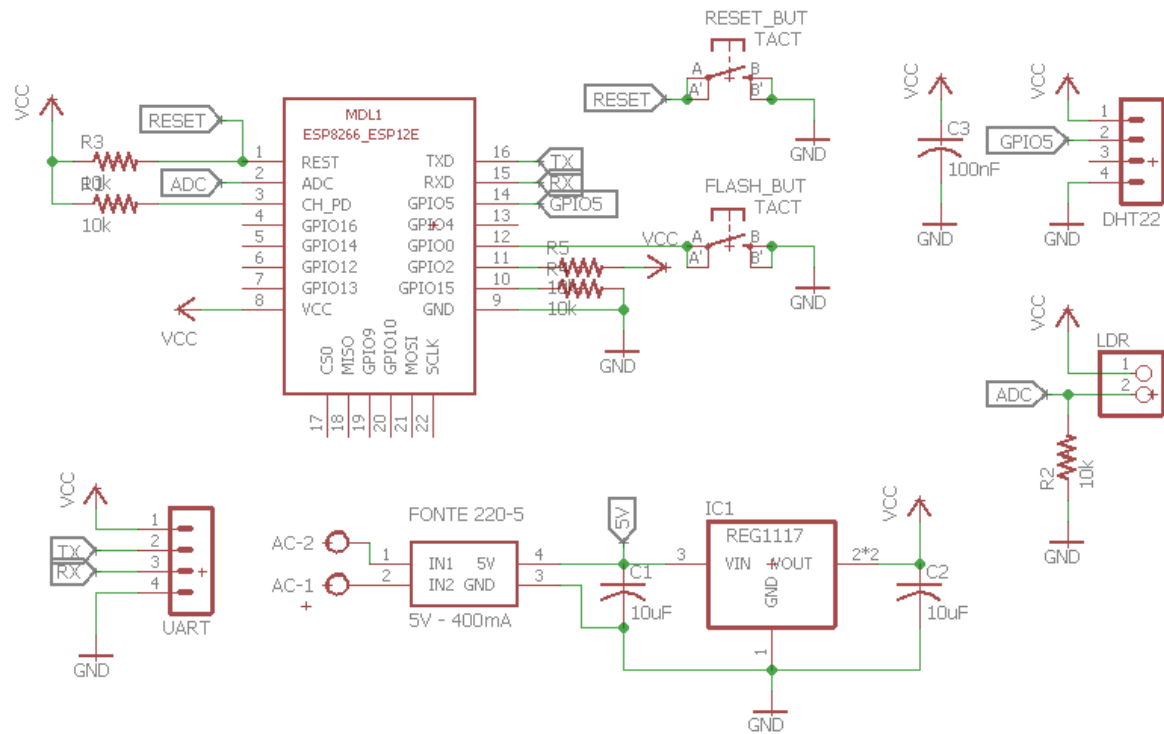 RESET_BUT
TACT
A
A'
B
B'
RESET
GND
VCC
RESET
R3
10k
ADC
R1
10k
VCC
MDL1
ESP8266_ESP12E
1 REST
2 ADC
3 CH_PD
4 GPIO16
5 GPIO14
6 GPIO12
7 GPIO13
8 VCC
TXD 16
RXD 15
GPIO5 14
GPIO4 13
GPIO0 12
GPIO2 11
GPIO15 10
GND 9
CS0
MISO
GPIO9
GPIO10
MOSI
SCLK
17
18
19
20
21
22
TX
RX
GPIO5
FLASH_BUT
TACT
A
A'
B
B'
VCC
R5
10k
GND
GND
VCC
C3
100nF
GND
VCC
GPIO5
1
2
3
4
DHT22
GND
VCC
LDR
1
2
ADC
R2
10k
GND
VCC
TX
RX
1
2
3
4
UART
GND
FONTE 220-5
AC-2
AC-1
1 IN1
2 IN2
5V 4
GND 3
5V - 400mA
5V
C1
10uF
IC1
REG1117
3 VIN
VOUT 2*2
GND
1
VCC
C2
10uF
GND